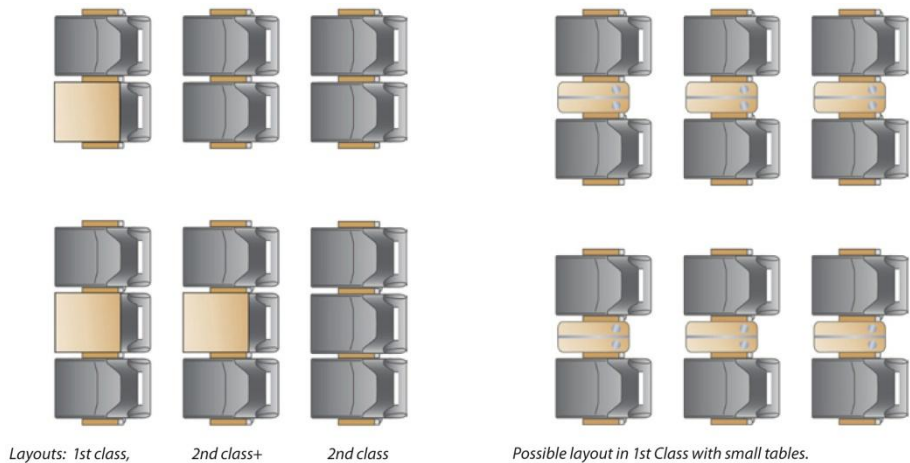 Layouts: 1st class, 2nd class+ 2nd class
Possible layout in 1st Class with small tables.